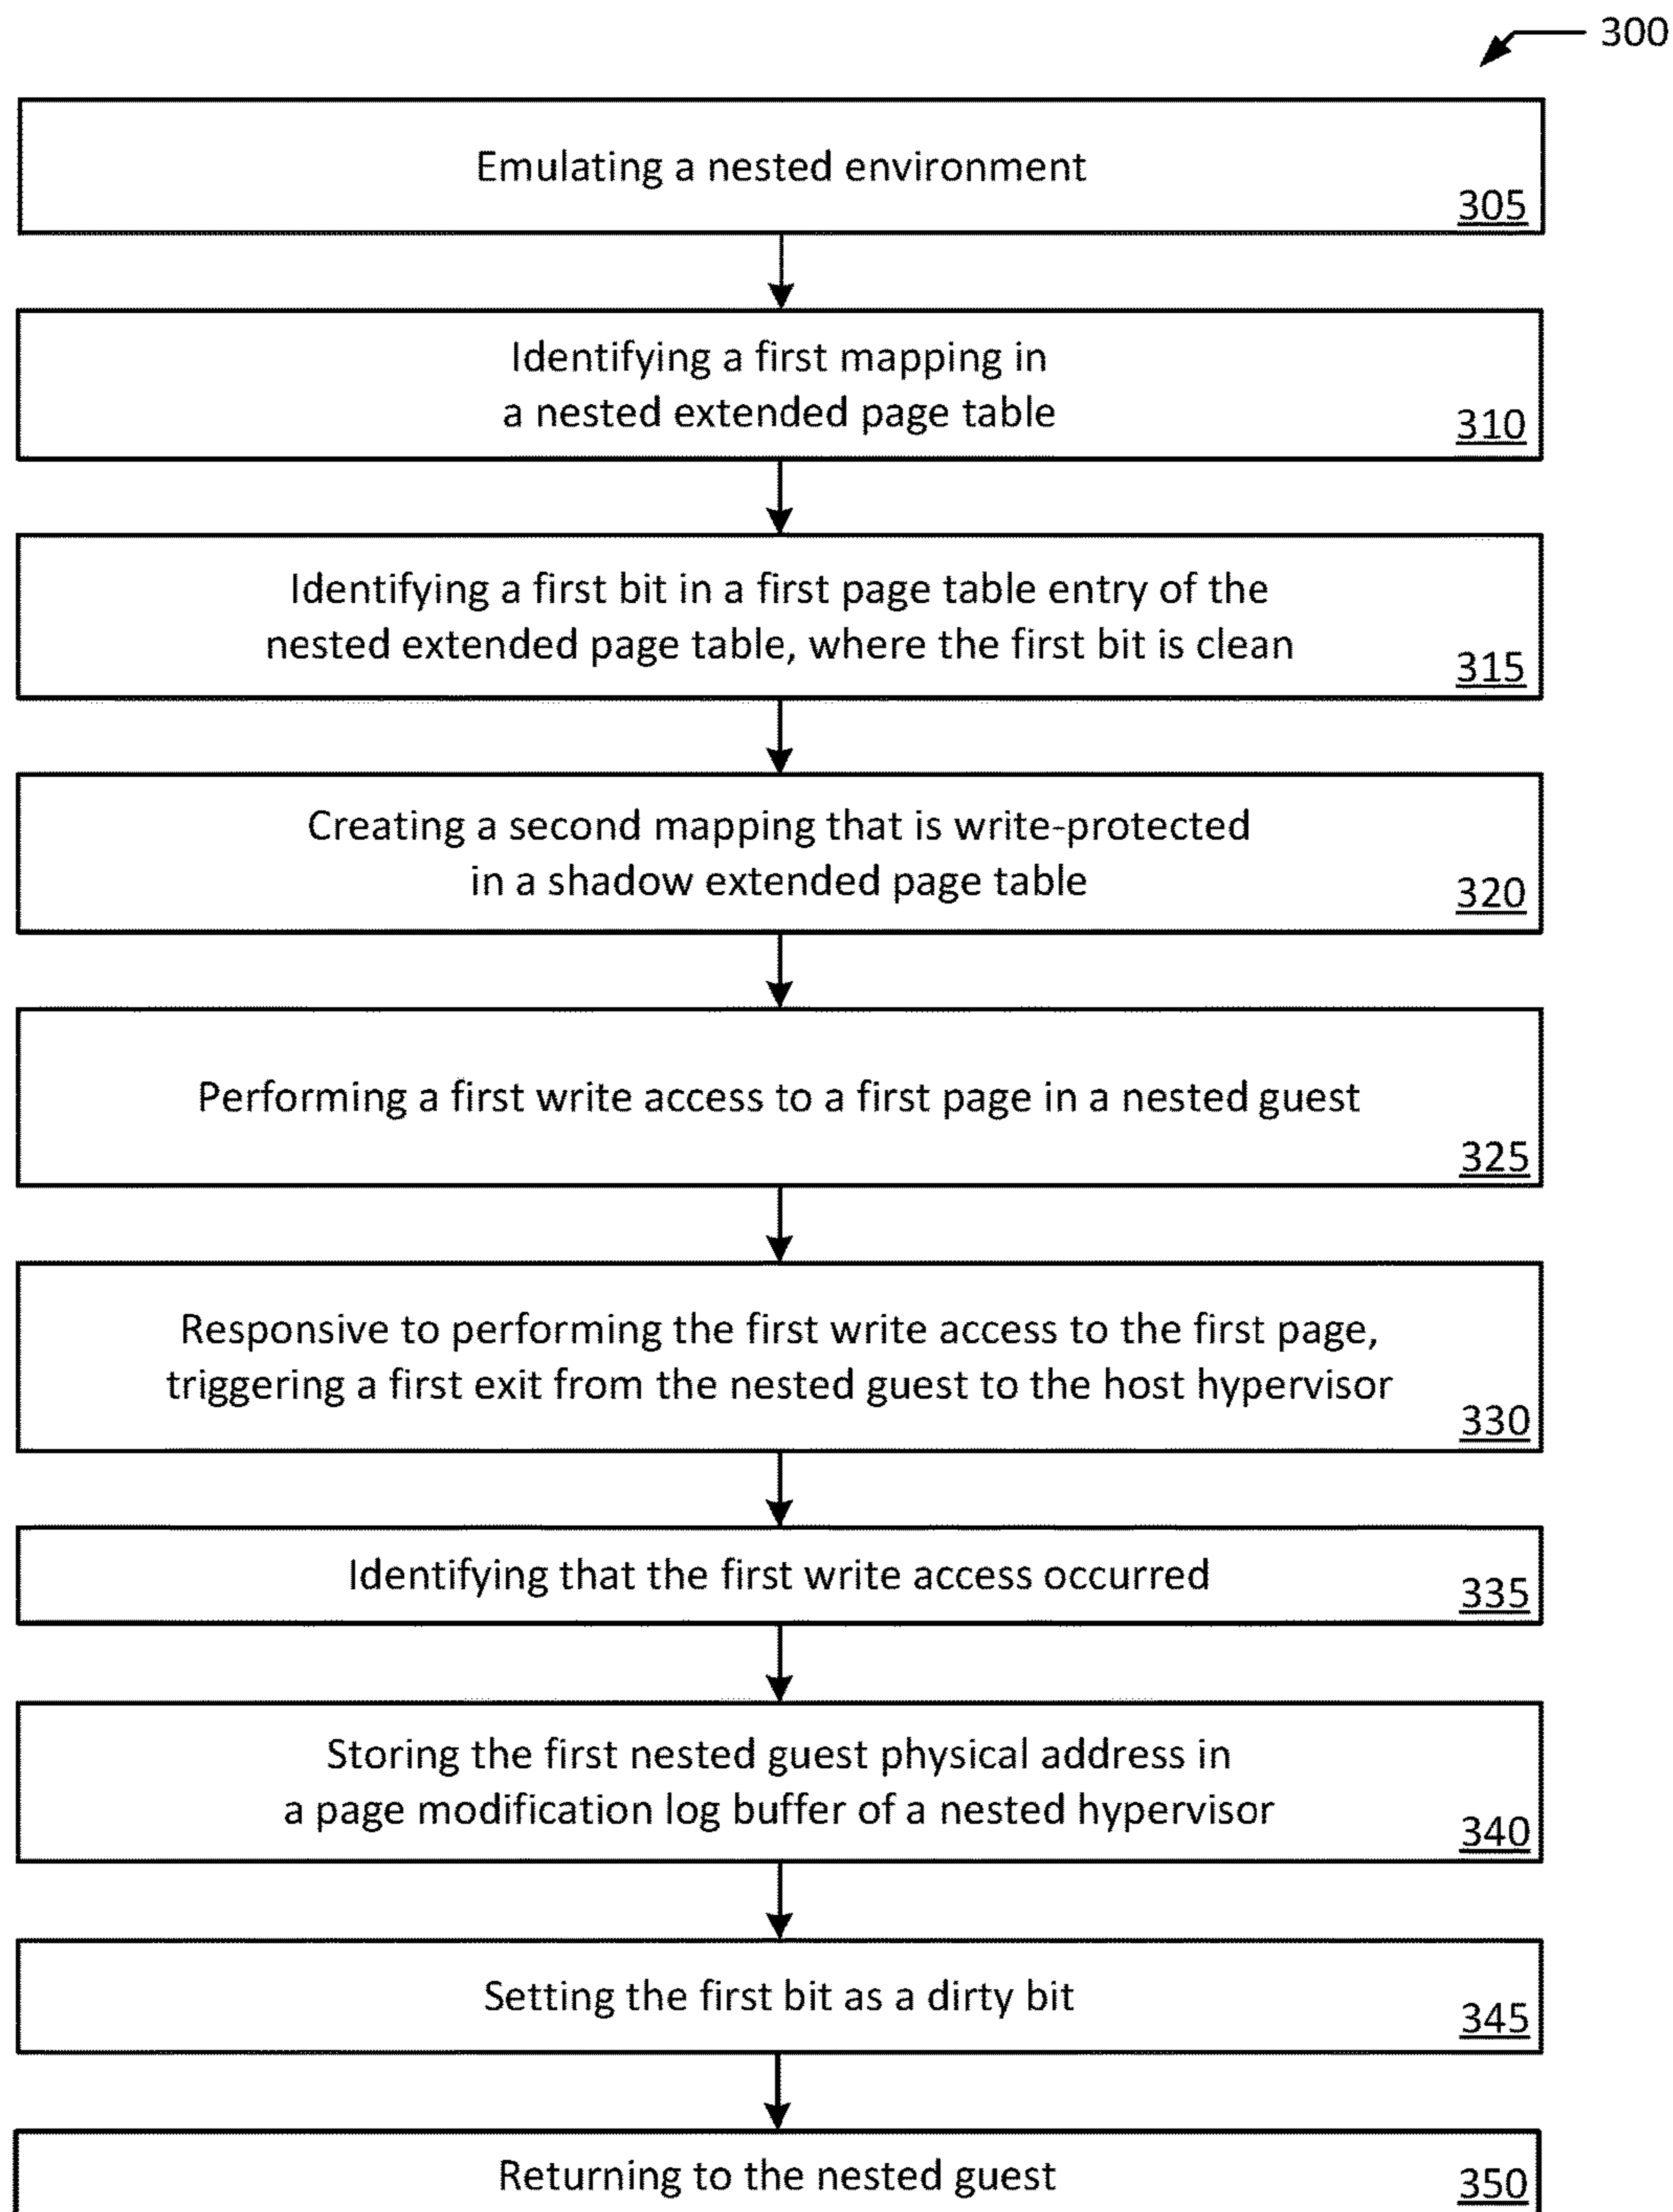 300
Emulating a nested environment
305
Identifying a first mapping in
a nested extended page table
310
Identifying a first bit in a first page table entry of the
nested extended page table, where the first bit is clean
315
Creating a second mapping that is write-protected
in a shadow extended page table
320
Performing a first write access to a first page in a nested guest
325
Responsive to performing the first write access to the first page,
triggering a first exit from the nested guest to the host hypervisor
330
Identifying that the first write access occurred
335
Storing the first nested guest physical address in
a page modification log buffer of a nested hypervisor
340
Setting the first bit as a dirty bit
345
Returning to the nested guest
350